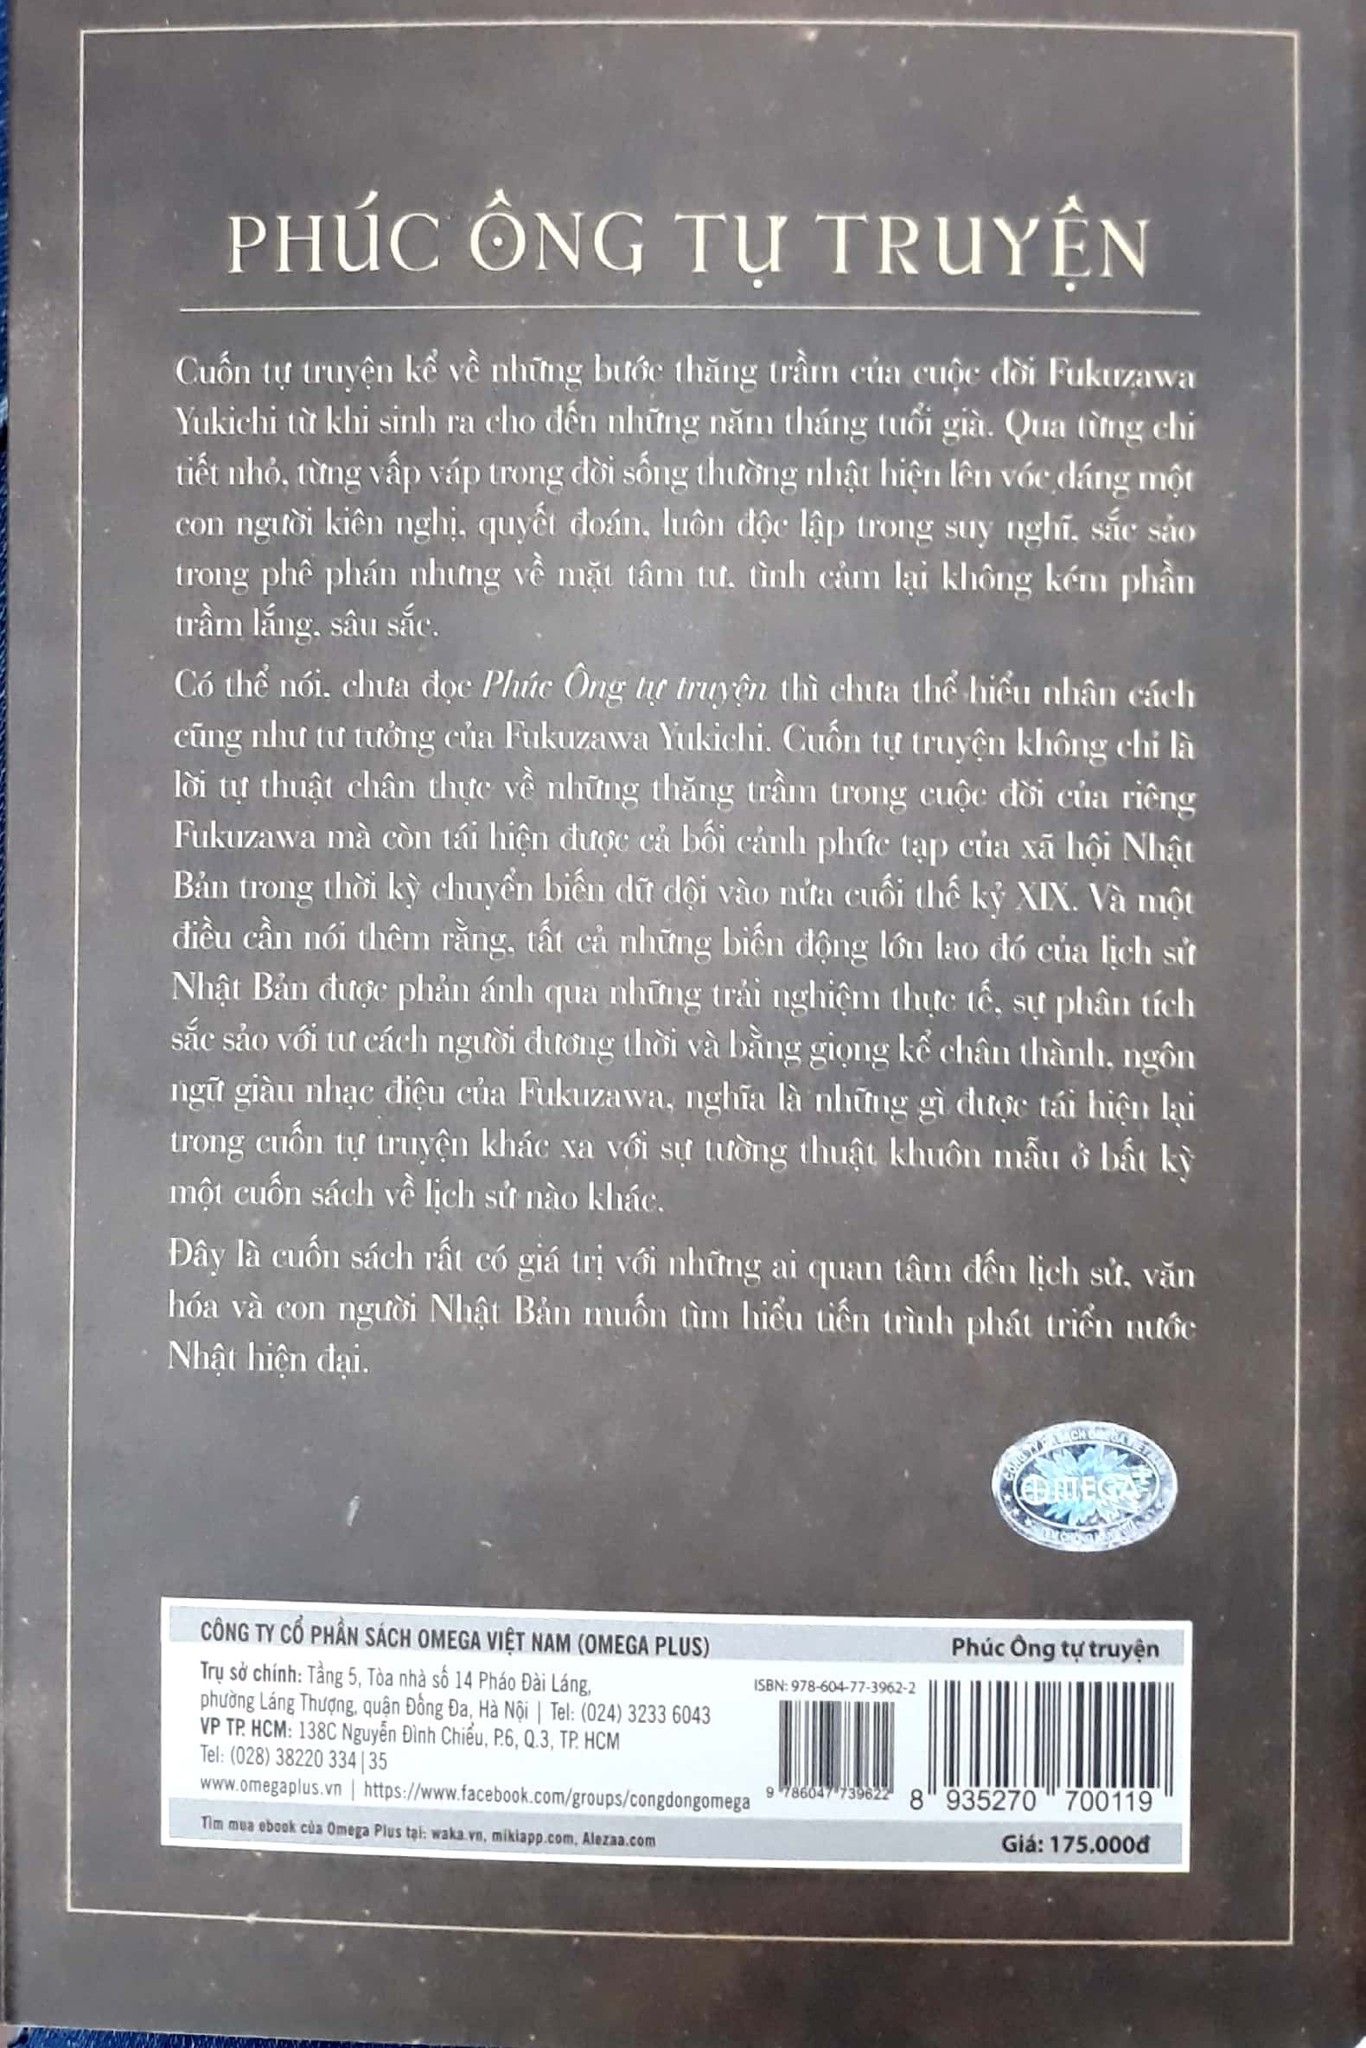 PHÚC ÔNG TỰ TRUYỆN
Cuốn tự truyện kể về những bước thăng trầm của cuộc đời Fukuzawa
Yukichi từ khi sinh ra cho đến những năm tháng tuổi già. Qua từng chi
tiết nhỏ, từng vấp váp trong đời sống thường nhật hiện lên vóc dáng một
con người kiên nghị, quyết đoán, luôn độc lập trong suy nghĩ, sắc sảo
trong phê phán nhưng về mặt tâm tư, tình cảm lại không kém phần
trầm lắng, sâu sắc.
Có thể nói, chưa đọc Phúc Ông tự truyện thì chưa thể hiểu nhân cách
cũng như tư tưởng của Fukuzawa Yukichi. Cuốn tự truyện không chỉ là
lời tự thuật chân thực về những thăng trầm trong cuộc đời của riêng
Fukuzawa mà còn tái hiện được cả bối cảnh phức tạp của xã hội Nhật
Bản trong thời kỳ chuyển biến dữ dội vào nửa cuối thế kỷ XIX. Và một
điều cần nói thêm rằng, tất cả những biến động lớn lao đó của lịch sử
Nhật Bản được phản ánh qua những trải nghiệm thực tế, sự phân tích
sắc sảo với tư cách người đương thời và bằng giọng kể chân thành, ngôn
ngữ giàu nhạc điệu của Fukuzawa, nghĩa là những gì được tái hiện lại
trong cuốn tự truyện khác xa với sự tường thuật khuôn mẫu ở bất kỳ
một cuốn sách về lịch sử nào khác.
Đây là cuốn sách rất có giá trị với những ai quan tâm đến lịch sử, văn
hóa và con người Nhật Bản muốn tìm hiểu tiến trình phát triển nước
Nhật hiện đại.
OMEGA+
CÔNG TY CỔ PHẦN SÁCH OMEGA VIỆT NAM (OMEGA PLUS)
Phúc Ông tự truyện
Trụ sở chính: Tầng 5, Tòa nhà số 14 Pháo Đài Láng,
phường Láng Thượng, quận Đống Đa, Hà Nội | Tel: (024) 3233 6043
VP TP. HCM: 138C Nguyễn Đình Chiểu, P.6, Q.3, TP. HCM
Tel: (028) 38220 334|35
www.omegaplus.vn | https://www.facebook.com/groups/congdongomega
ISBN: 978-604-77-3962-2
9 786047 739622
8 935270 700119
Tìm mua ebook của Omega Plus tại: waka.vn, mikiapp.com, Alezaa.com
Giá: 175.000đ